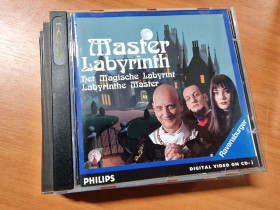 Master
Labyrinth
Het Magische Labyrint
Labyrinthe Master
Ravensburger
PHILIPS
DIGITAL VIDEO ON CD-i